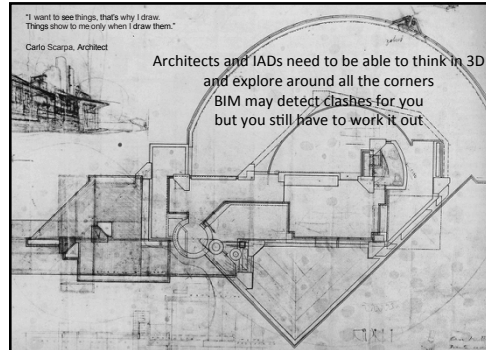 "I want to see things, that's why I draw.
Things show to me only when I draw them."
Carlo Scarpa, Architect
Architects and IADs need to be able to think in 3D
and explore around all the corners
BIM may detect clashes for you
but you still have to work it out